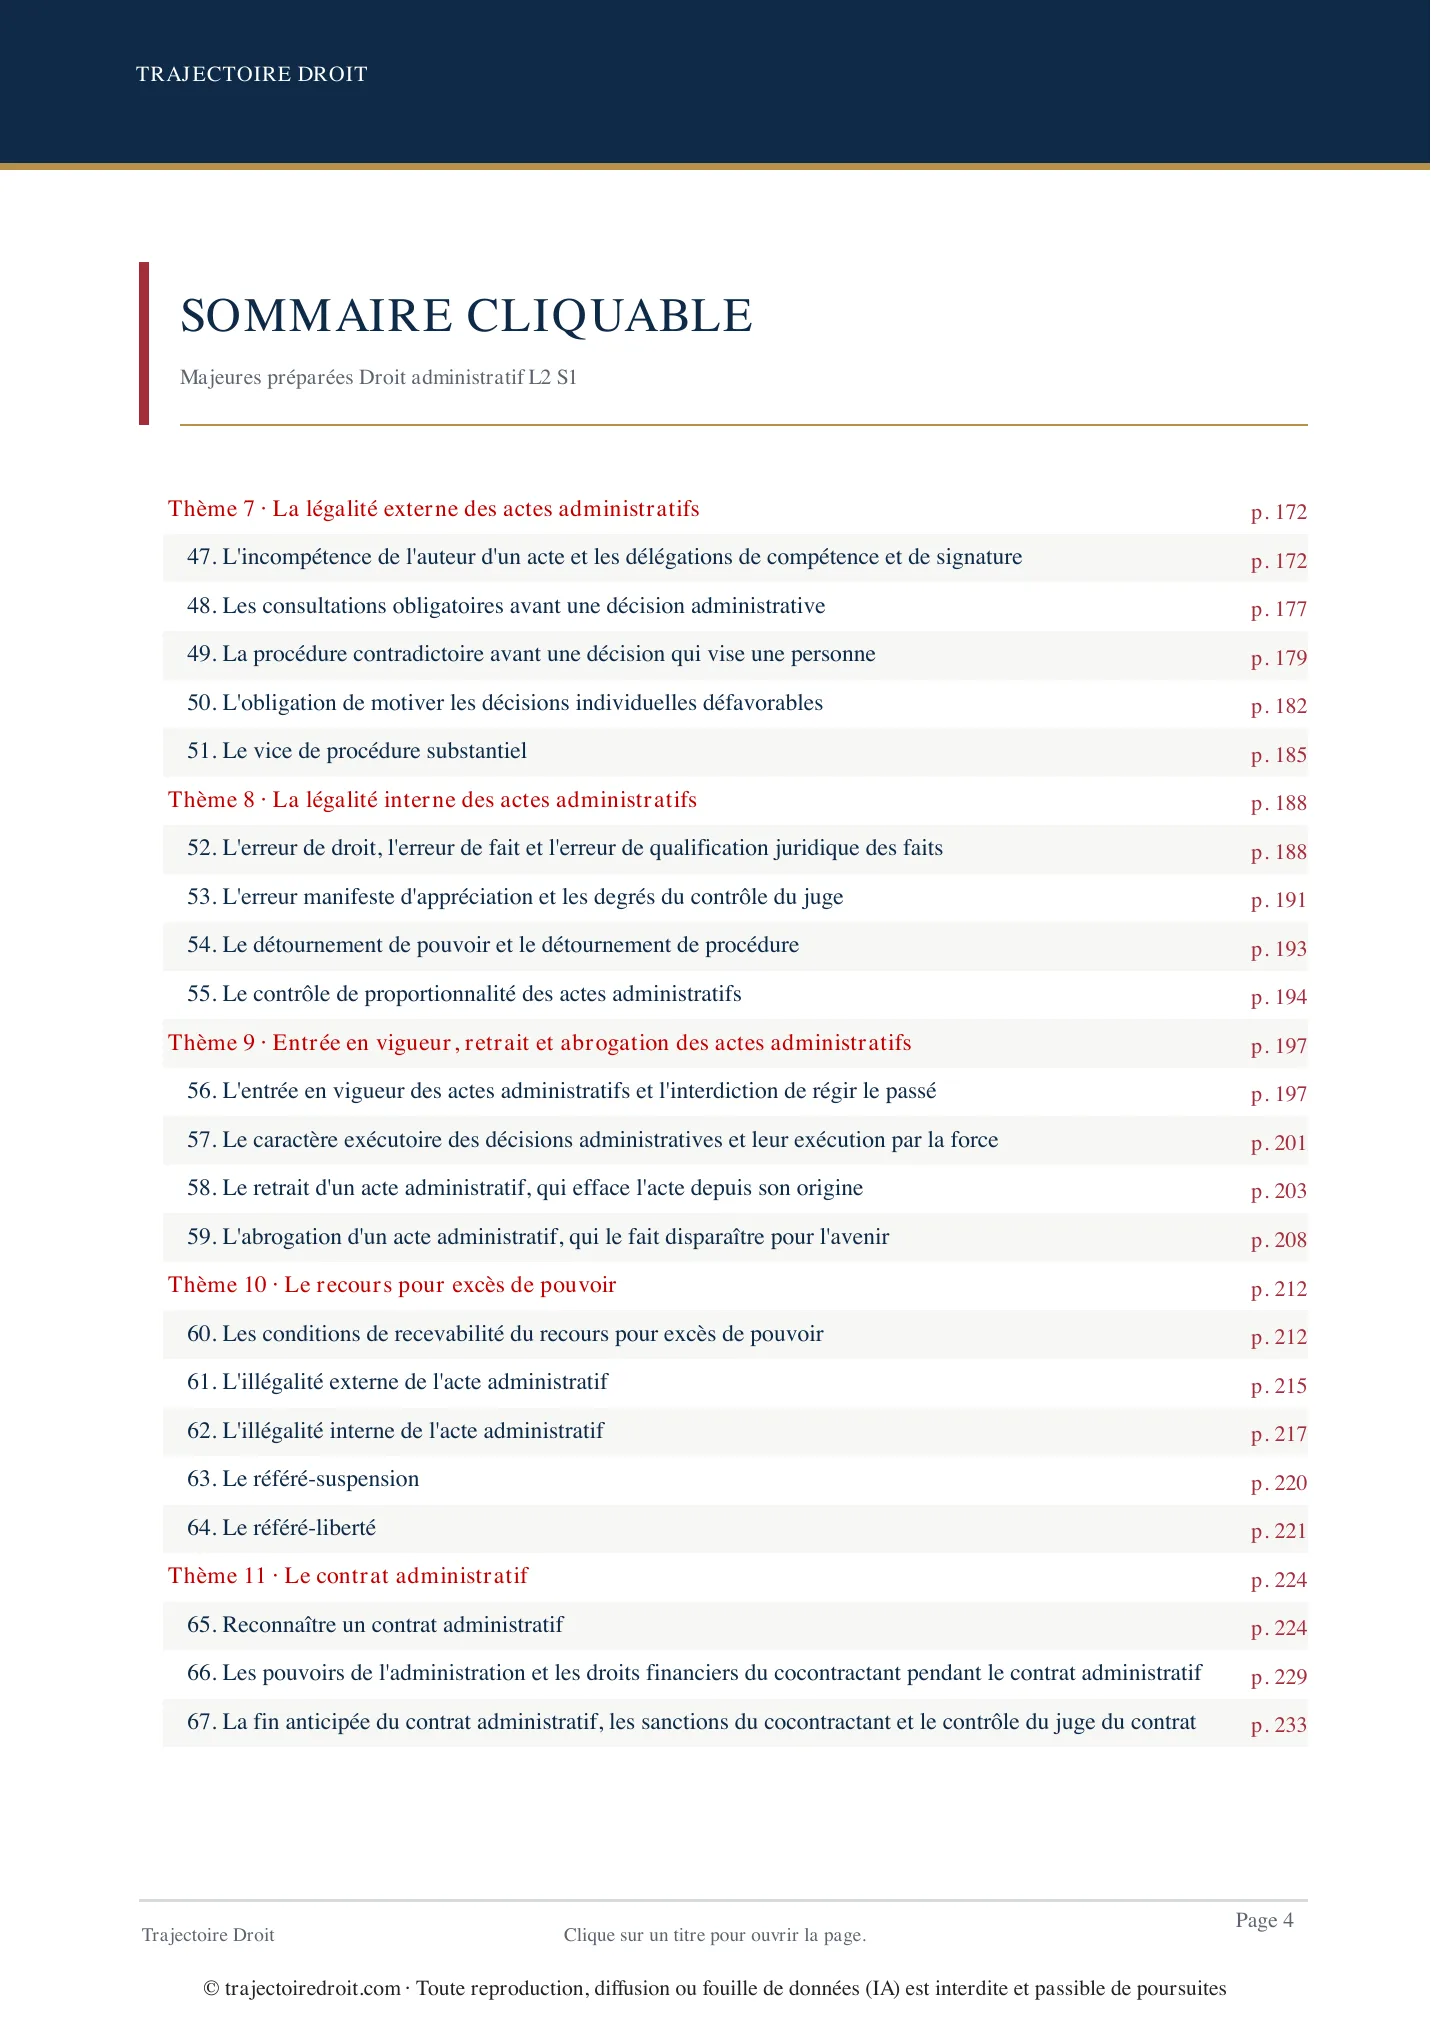 TRAJECTOIRE DROIT
SOMMAIRE CLIQUABLE
Majeures préparées Droit administratif L2 S1
Thème 7 · La légalité externe des actes administratifs p. 172
47. L'incompétence de l'auteur d'un acte et les délégations de compétence et de signature p. 172
48. Les consultations obligatoires avant une décision administrative p. 177
49. La procédure contradictoire avant une décision qui vise une personne p. 179
50. L'obligation de motiver les décisions individuelles défavorables p. 182
51. Le vice de procédure substantiel p. 185
Thème 8 · La légalité interne des actes administratifs p. 188
52. L'erreur de droit, l'erreur de fait et l'erreur de qualification juridique des faits p. 188
53. L'erreur manifeste d'appréciation et les degrés du contrôle du juge p. 191
54. Le détournement de pouvoir et le détournement de procédure p. 193
55. Le contrôle de proportionnalité des actes administratifs p. 194
Thème 9 · Entrée en vigueur, retrait et abrogation des actes administratifs p. 197
56. L'entrée en vigueur des actes administratifs et l'interdiction de régir le passé p. 197
57. Le caractère exécutoire des décisions administratives et leur exécution par la force p. 201
58. Le retrait d'un acte administratif, qui efface l'acte depuis son origine p. 203
59. L'abrogation d'un acte administratif, qui le fait disparaître pour l'avenir p. 208
Thème 10 · Le recours pour excès de pouvoir p. 212
60. Les conditions de recevabilité du recours pour excès de pouvoir p. 212
61. L'illégalité externe de l'acte administratif p. 215
62. L'illégalité interne de l'acte administratif p. 217
63. Le référé-suspension p. 220
64. Le référé-liberté p. 221
Thème 11 · Le contrat administratif p. 224
65. Reconnaître un contrat administratif p. 224
66. Les pouvoirs de l'administration et les droits financiers du cocontractant pendant le contrat administratif p. 229
67. La fin anticipée du contrat administratif, les sanctions du cocontractant et le contrôle du juge du contrat p. 233
Trajectoire Droit Clique sur un titre pour ouvrir la page. Page 4
© trajectoiredroit.com · Toute reproduction, diffusion ou fouille de données (IA) est interdite et passible de poursuites